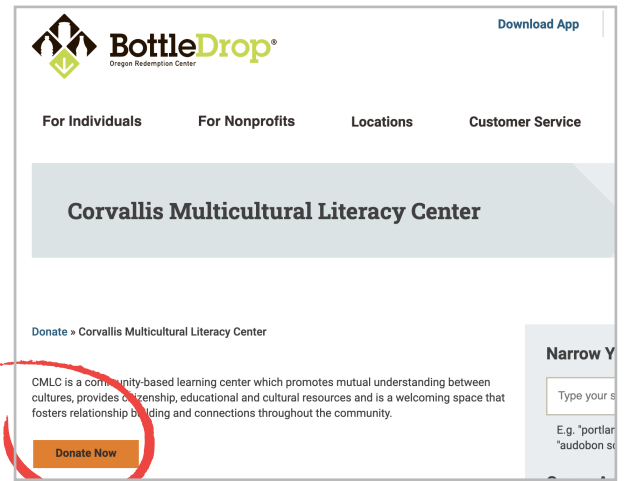 Download App
BottleDrop®
Oregon Redemption Center
For Individuals For Nonprofits Locations Customer Service
Corvallis Multicultural Literacy Center
Donate » Corvallis Multicultural Literacy Center
CMLC is a community-based learning center which promotes mutual understanding between
cultures, provides citizenship, educational and cultural resources and is a welcoming space that
fosters relationship building and connections throughout the community.
Donate Now
Narrow Y
Type your s
E.g. "portlan
"audobon so